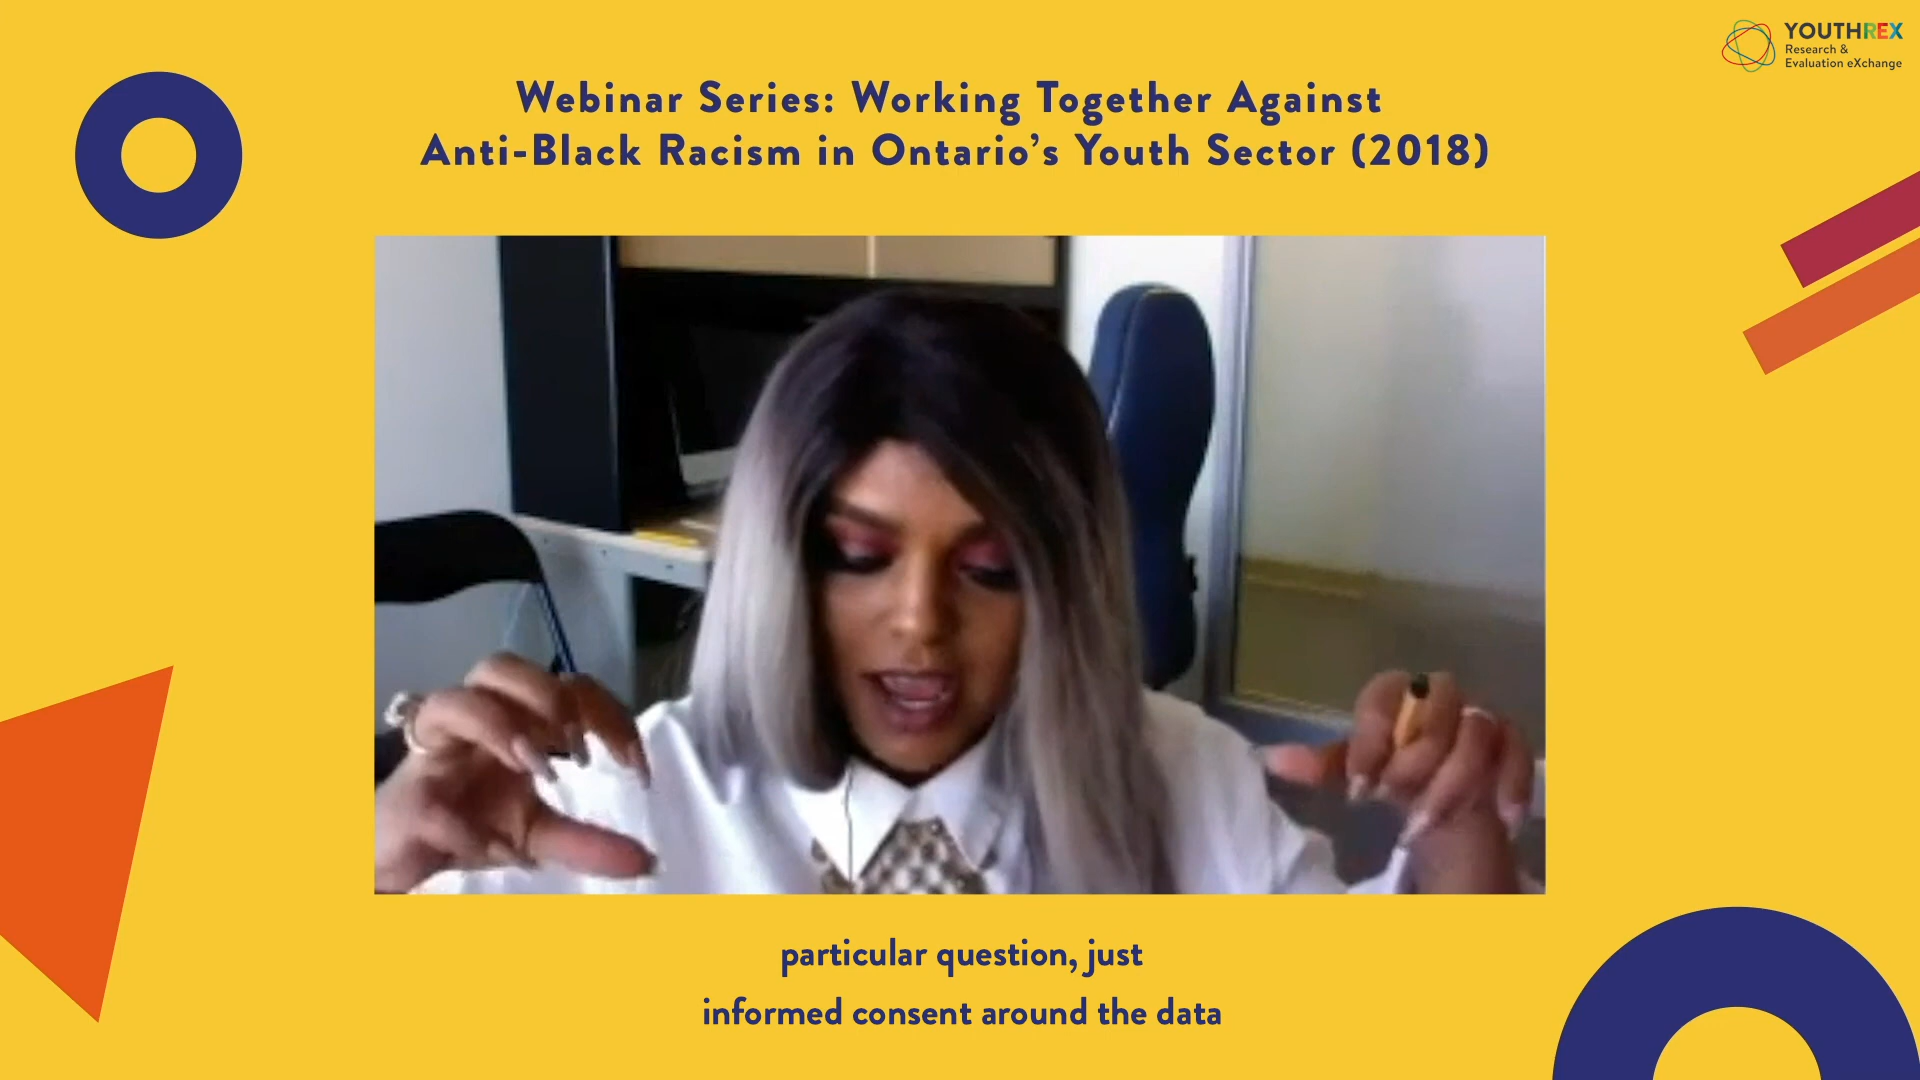 YOUTHREX
Research &
Evaluation eXchange
Webinar Series: Working Together Against
Anti-Black Racism in Ontario’s Youth Sector (2018)
particular question, just
informed consent around the data